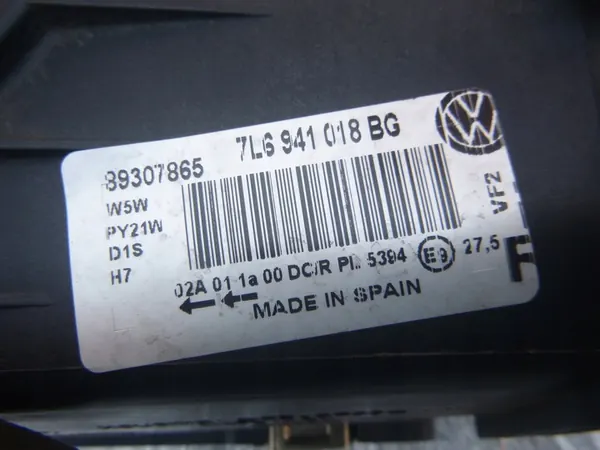 89307865 7L6 941 018 BG
W5W
PY21W
D1S
H7
02A 01 1a 00 DC/R PL 5394 E9 27,5
MADE IN SPAIN
VF2